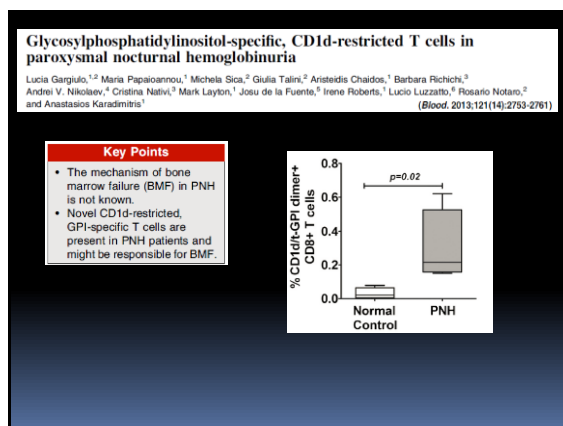 Glycosylphosphatidylinositol-specific, CD1d-restricted T cells in
paroxysmal nocturnal hemoglobinuria
Lucia Gargiulo,1,2 Maria Papaioannou,1 Michela Sica,2 Giulia Talini,2 Aristeidis Chaidos,1 Barbara Richichi,3
Andrei V. Nikolaev,4 Cristina Nativi,3 Mark Layton,1 Josu de la Fuente,5 Irene Roberts,1 Lucio Luzzatto,6 Rosario Notaro,2
and Anastasios Karadimitris1
(Blood. 2013;121(14):2753-2761)
Key Points
• The mechanism of bone
marrow failure (BMF) in PNH
is not known.
• Novel CD1d-restricted,
GPI-specific T cells are
present in PNH patients and
might be responsible for BMF.
% CD1d/t-GPI dimer+
CD8+ T cells
0.8
0.6
0.4
0.2
0.0
p=0.02
Normal
Control
PNH